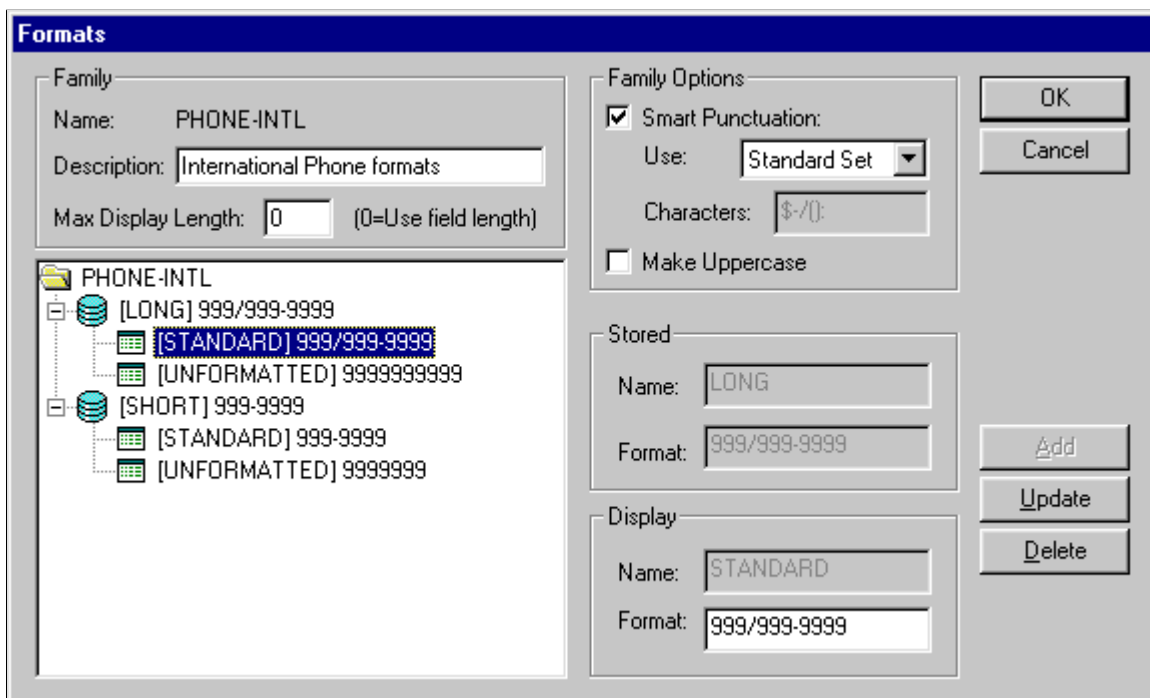 Formats
Family
Name: PHONE-INTL
Description: International Phone formats
Max Display Length: 0 (0=Use field length)
PHONE-INTL
[LONG] 999/999-9999
[STANDARD] 999/999-9999
[UNFORMATTED] 9999999999
[SHORT] 999-9999
[STANDARD] 999-9999
[UNFORMATTED] 9999999
Family Options
Smart Punctuation:
Use: Standard Set
Characters: $-/():
Make Uppercase
Stored
Name: LONG
Format: 999/999-9999
Display
Name: STANDARD
Format: 999/999-9999
OK
Cancel
Add
Update
Delete